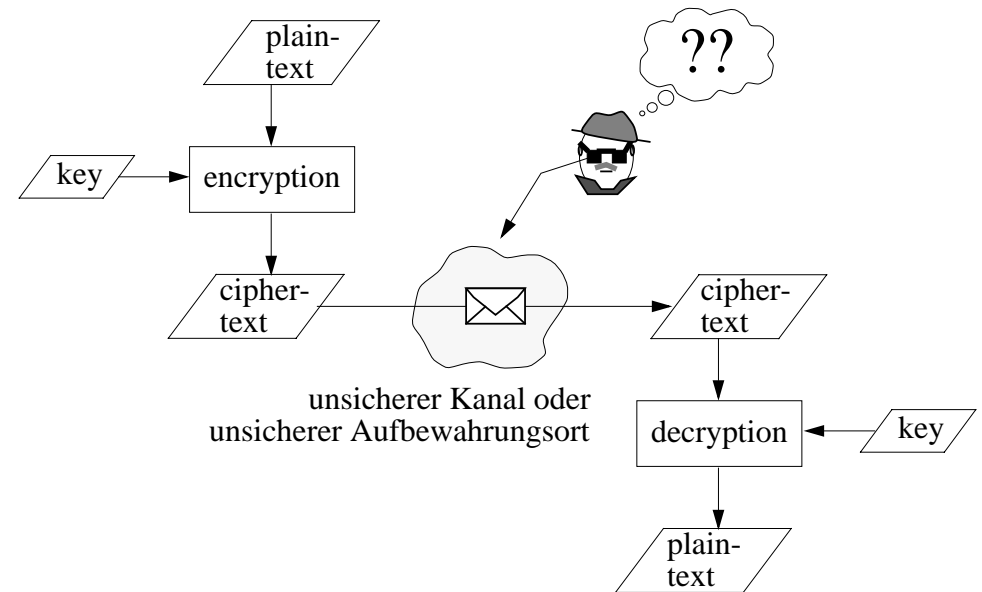 plain-
text
??
key
encryption
cipher-
text
cipher-
text
unsicherer Kanal oder
unsicherer Aufbewahrungsort
decryption
key
plain-
text